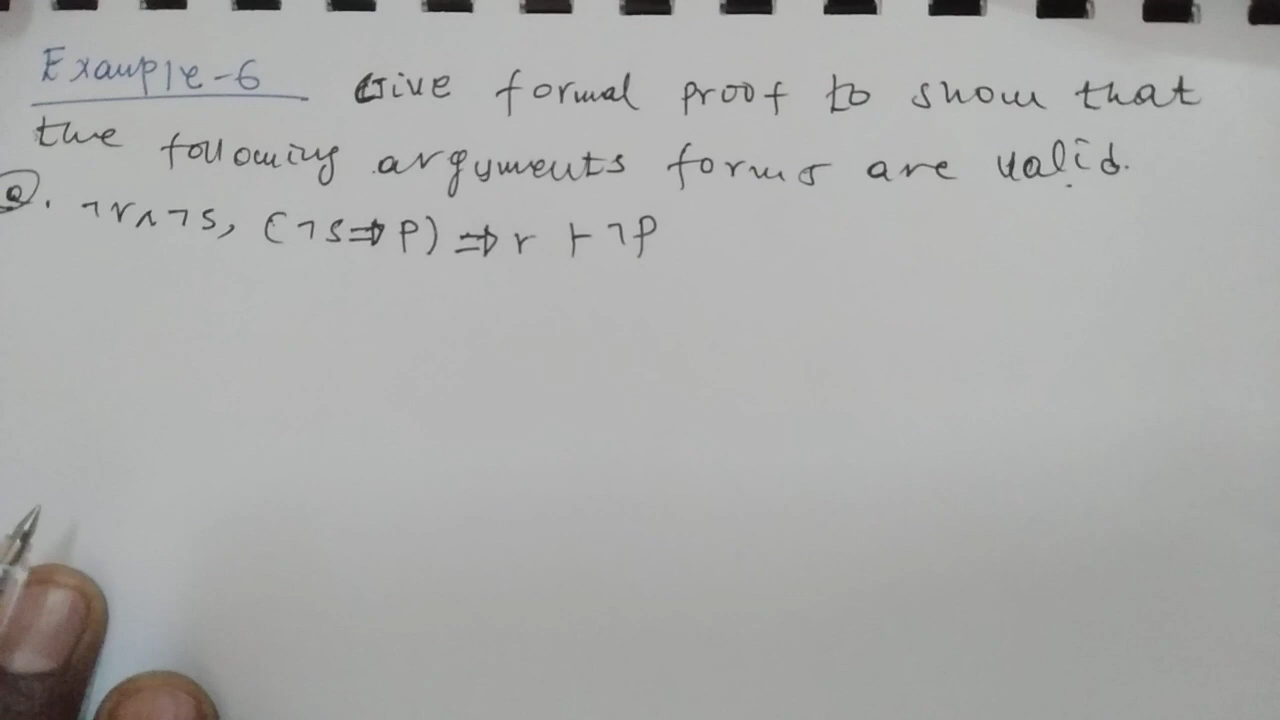 Example-6 Give formal proof to show that
the following arguments forms are valid.
a. ¬r∧¬s, (¬s⇒p)⇒r ⊢¬p